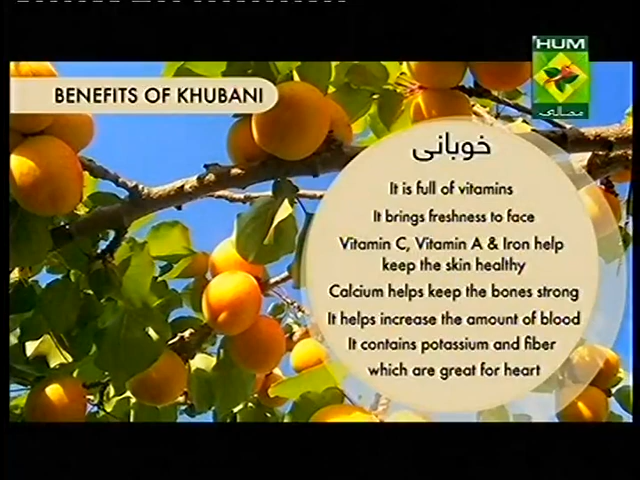 HUM
مصالحہ
BENEFITS OF KHUBANI
خوبانی
It is full of vitamins
It brings freshness to face
Vitamin C, Vitamin A & Iron help
keep the skin healthy
Calcium helps keep the bones strong
It helps increase the amount of blood
It contains potassium and fiber
which are great for heart